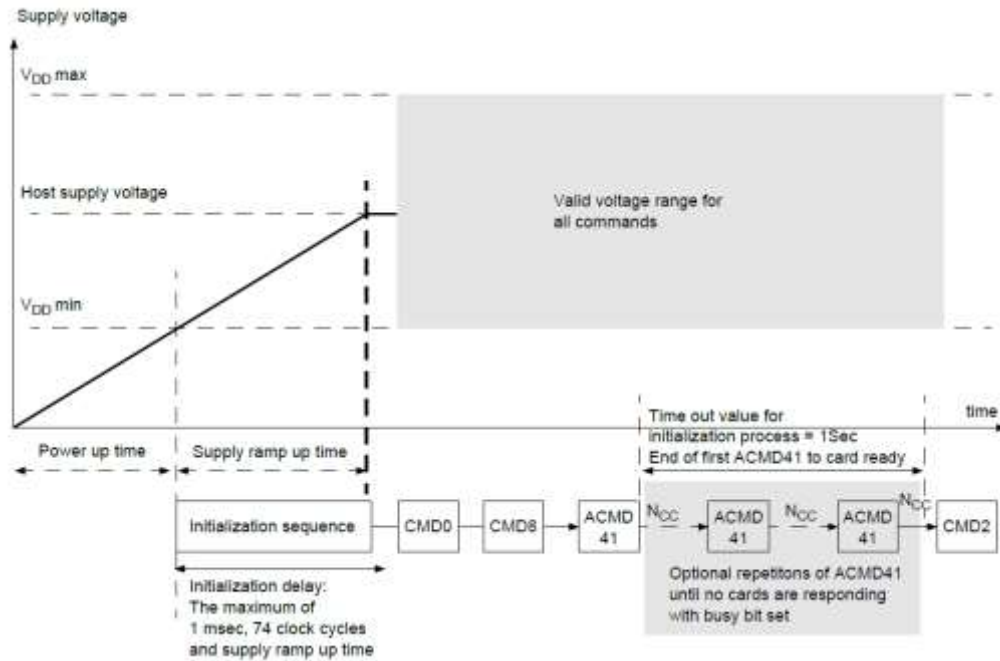 Supply voltage
VDD max
Host supply voltage
Valid voltage range for
all commands
VDD min
time
Power up time
Supply ramp up time
Time out value for
initialization process = 1Sec
End of first ACMD41 to card ready
Initialization sequence
CMD0
CMD8
ACMD
41
NCC
ACMD
41
NCC
ACMD
41
NCC
CMD2
Initialization delay:
The maximum of
1 msec, 74 clock cycles
and supply ramp up time
Optional repetitons of ACMD41
until no cards are responding
with busy bit set